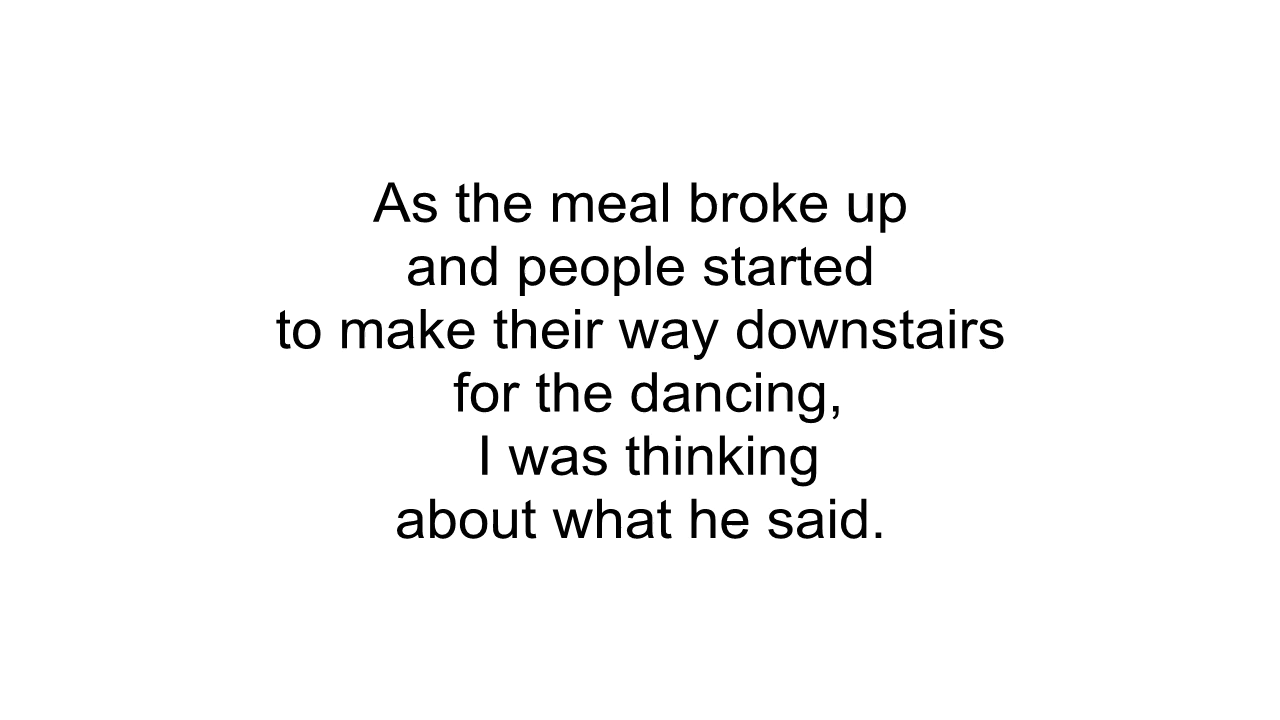 As the meal broke up
and people started
to make their way downstairs
for the dancing,
I was thinking
about what he said.